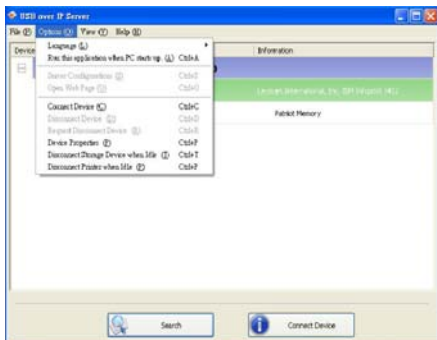 USB over IP Server
File (F) Options (O) View (V) Help (H)
Language (L)
Run this application when PC starts up. (A) Ctrl+A
Server Configurations (S) Ctrl+S
Open Web Page (O) Ctrl+O
Connect Device (C) Ctrl+C
Disconnect Device (D) Ctrl+D
Request Disconnect Device (R) Ctrl+R
Device Properties (P) Ctrl+P
Disconnect Storage Device when Idle (T) Ctrl+T
Disconnect Printer when Idle (P) Ctrl+P
Device
Information
Lexmark International, Inc.
Patriot Memory
Search
Connect Device